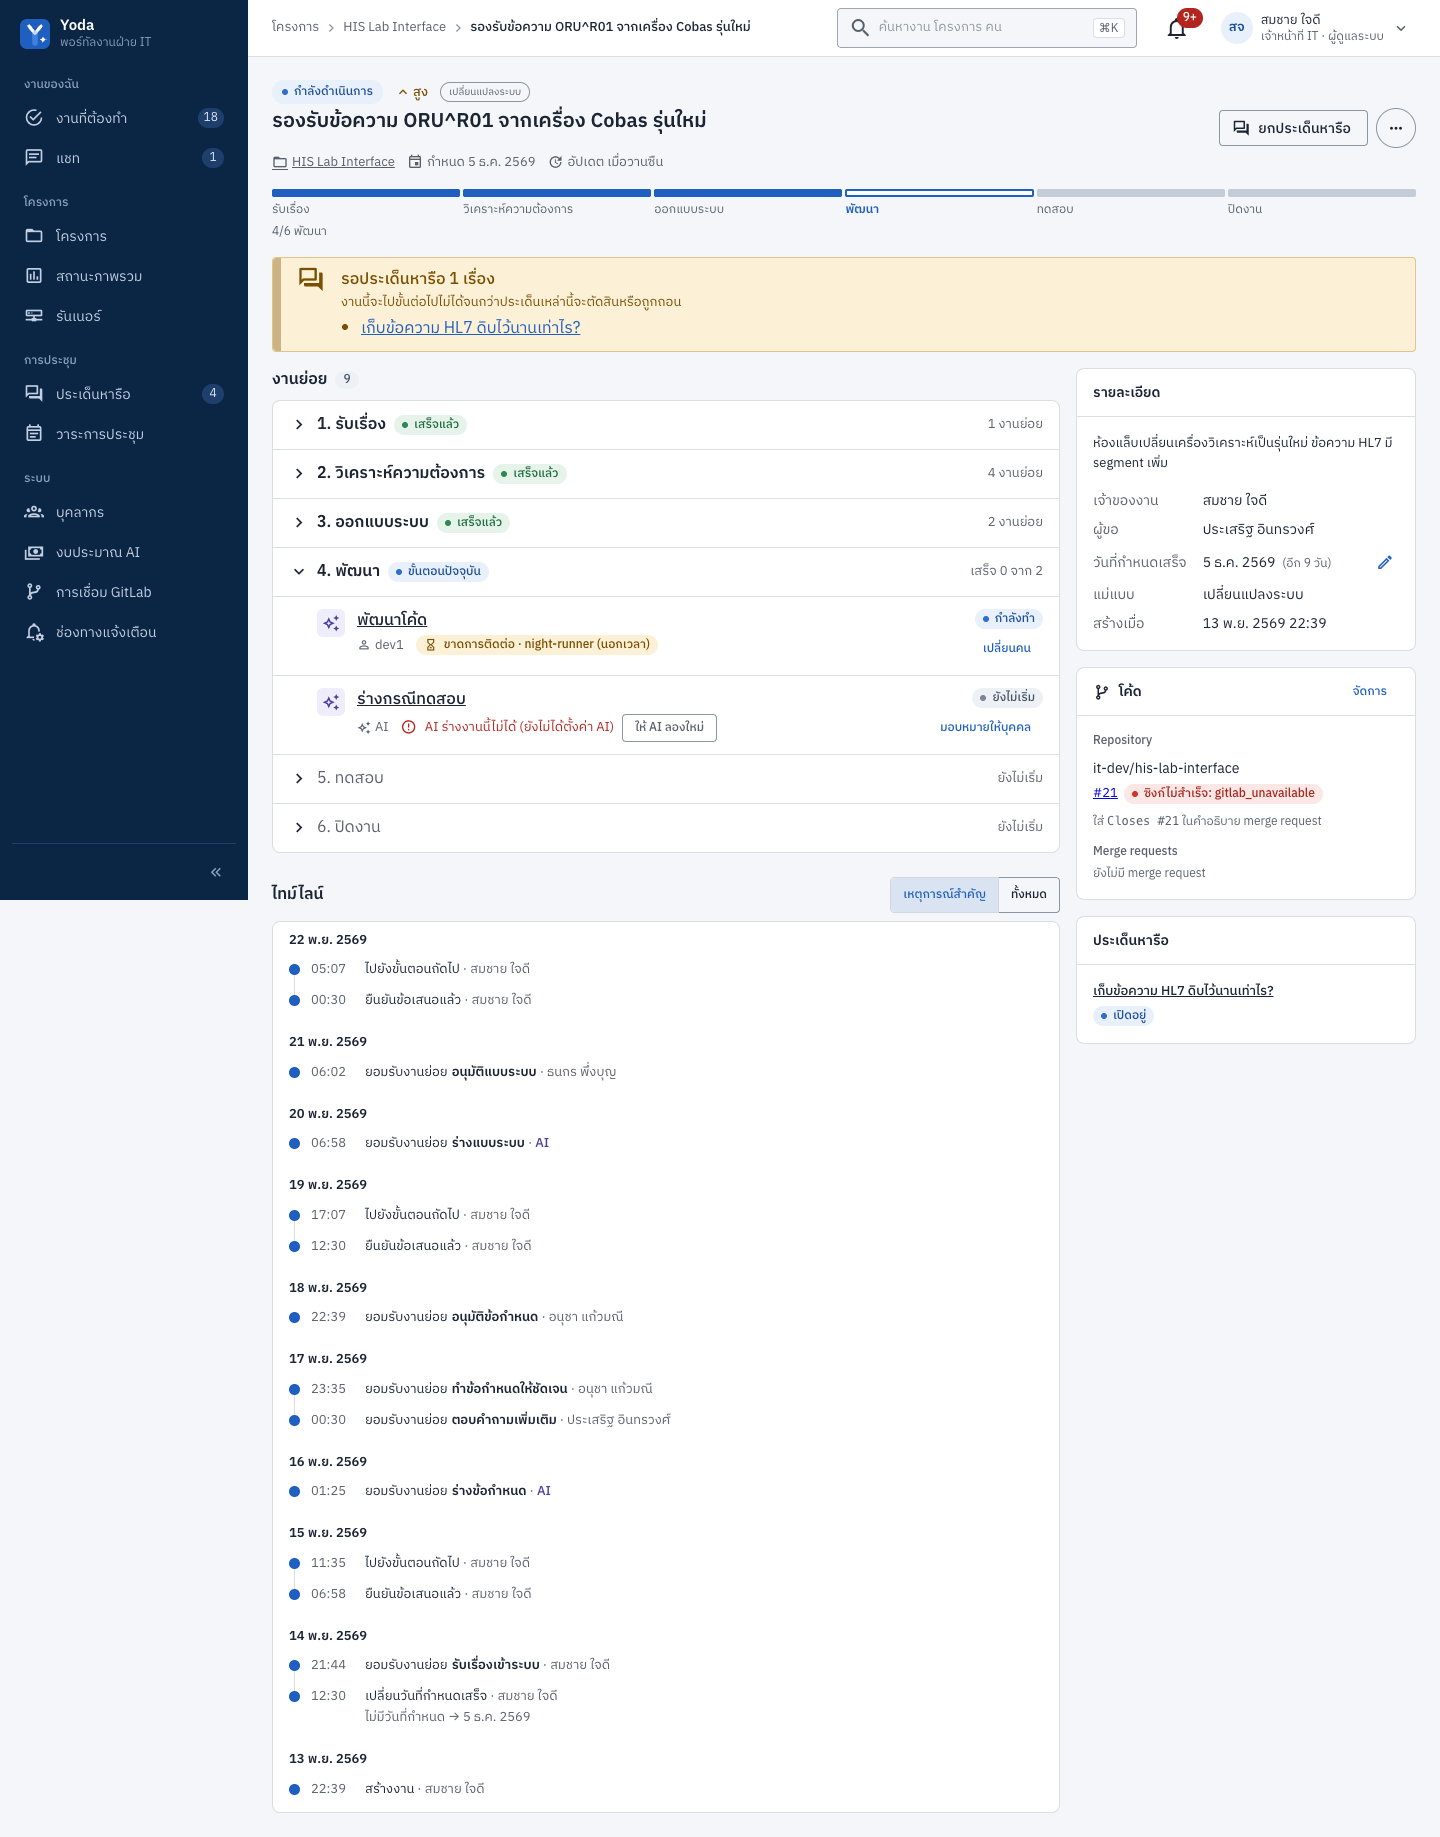 Yoda
พอร์ทัลงานฝ่าย IT
งานของฉัน
งานที่ต้องทำ 18
แชท 1
โครงการ
โครงการ
สถานะภาพรวม
รันเนอร์
การประชุม
ประเด็นหารือ 4
วาระการประชุม
ระบบ
บุคลากร
งบประมาณ AI
การเชื่อม GitLab
ช่องทางแจ้งเตือน
«
โครงการ > HIS Lab Interface > รองรับข้อความ ORU^R01 จากเครื่อง Cobas รุ่นใหม่
ค้นหางาน โครงการ คน ⌘K
9+
สจ
สมชาย ใจดี
เจ้าหน้าที่ IT · ผู้ดูแลระบบ
กำลังดำเนินการ สูง เปลี่ยนแปลงระบบ
รองรับข้อความ ORU^R01 จากเครื่อง Cobas รุ่นใหม่
ยกประเด็นหารือ
HIS Lab Interface กำหนด 5 ธ.ค. 2569 อัปเดต เมื่อวานซืน
รับเรื่อง วิเคราะห์ความต้องการ ออกแบบระบบ พัฒนา ทดสอบ ปิดงาน
4/6 พัฒนา
รอประเด็นหารือ 1 เรื่อง
งานนี้จะไปขั้นต่อไปไม่ได้จนกว่าประเด็นเหล่านี้จะตัดสินหรือถูกถอน
เก็บข้อความ HL7 ดิบไว้นานเท่าไร?
งานย่อย 9
1. รับเรื่อง เสร็จแล้ว 1 งานย่อย
2. วิเคราะห์ความต้องการ เสร็จแล้ว 4 งานย่อย
3. ออกแบบระบบ เสร็จแล้ว 2 งานย่อย
4. พัฒนา ขั้นตอนปัจจุบัน เสร็จ 0 จาก 2
พัฒนาโค้ด กำลังทำ
dev1 ขาดการติดต่อ · night-runner (นอกเวลา) เปลี่ยนคน
ร่างกรณีทดสอบ ยังไม่เริ่ม
AI AI ร่างงานนี้ไม่ได้ (ยังไม่ได้ตั้งค่า AI) ให้ AI ลองใหม่ มอบหมายให้บุคคล
5. ทดสอบ ยังไม่เริ่ม
6. ปิดงาน ยังไม่เริ่ม
ไทม์ไลน์ เหตุการณ์สำคัญ ทั้งหมด
22 พ.ย. 2569
05:07 ไปยังขั้นตอนถัดไป · สมชาย ใจดี
00:30 ยืนยันข้อเสนอแล้ว · สมชาย ใจดี
21 พ.ย. 2569
06:02 ยอมรับงานย่อย อนุมัติแบบระบบ · ธนกร พึ่งบุญ
20 พ.ย. 2569
06:58 ยอมรับงานย่อย ร่างแบบระบบ · AI
19 พ.ย. 2569
17:07 ไปยังขั้นตอนถัดไป · สมชาย ใจดี
12:30 ยืนยันข้อเสนอแล้ว · สมชาย ใจดี
18 พ.ย. 2569
22:39 ยอมรับงานย่อย อนุมัติข้อกำหนด · อนุชา แก้วมณี
17 พ.ย. 2569
23:35 ยอมรับงานย่อย ทำข้อกำหนดให้ชัดเจน · อนุชา แก้วมณี
00:30 ยอมรับงานย่อย ตอบคำถามเพิ่มเติม · ประเสริฐ อินทรวงศ์
16 พ.ย. 2569
01:25 ยอมรับงานย่อย ร่างข้อกำหนด · AI
15 พ.ย. 2569
11:35 ไปยังขั้นตอนถัดไป · สมชาย ใจดี
06:58 ยืนยันข้อเสนอแล้ว · สมชาย ใจดี
14 พ.ย. 2569
21:44 ยอมรับงานย่อย รับเรื่องเข้าระบบ · สมชาย ใจดี
12:30 เปลี่ยนวันที่กำหนดเสร็จ · สมชาย ใจดี
ไม่มีวันที่กำหนด → 5 ธ.ค. 2569
13 พ.ย. 2569
22:39 สร้างงาน · สมชาย ใจดี
รายละเอียด
ห้องแล็บเปลี่ยนเครื่องวิเคราะห์เป็นรุ่นใหม่ ข้อความ HL7 มี
segment เพิ่ม
เจ้าของงาน สมชาย ใจดี
ผู้ขอ ประเสริฐ อินทรวงศ์
วันที่กำหนดเสร็จ 5 ธ.ค. 2569 (อีก 9 วัน)
แม่แบบ เปลี่ยนแปลงระบบ
สร้างเมื่อ 13 พ.ย. 2569 22:39
โค้ด จัดการ
Repository
it-dev/his-lab-interface
#21 ซิงก์ไม่สำเร็จ: gitlab_unavailable
ใส่ Closes #21 ในคำอธิบาย merge request
Merge requests
ยังไม่มี merge request
ประเด็นหารือ
เก็บข้อความ HL7 ดิบไว้นานเท่าไร?
เปิดอยู่